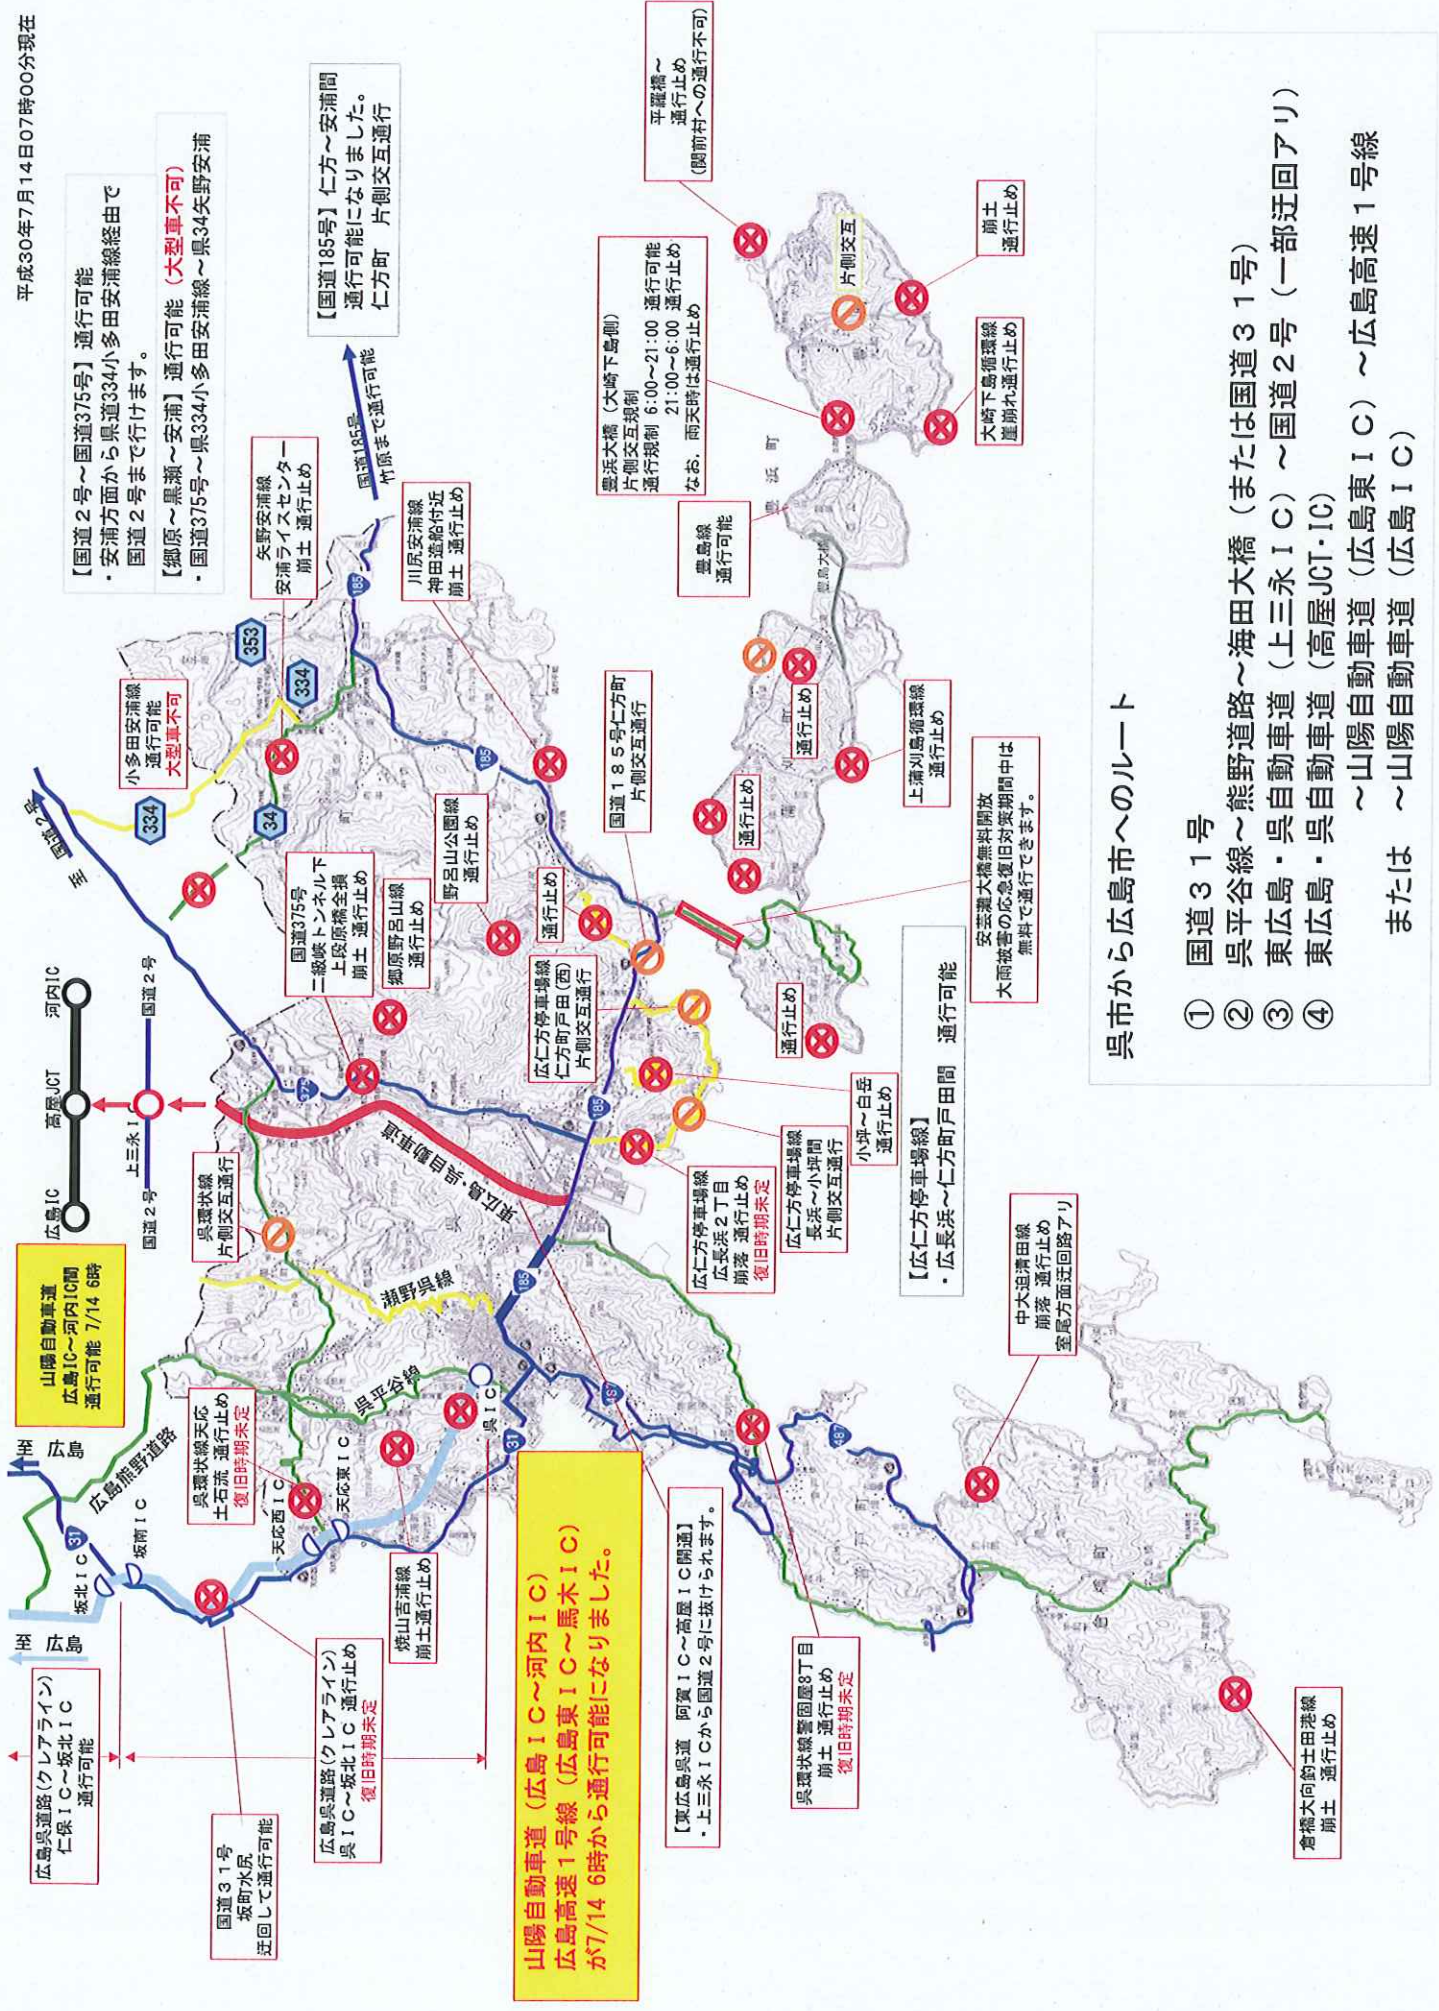 平成30年7月14日07時00分現在
【国道2号～国道375号】通行可能
・安浦方面から県道334小多田安浦線経由で
国道2号まで行けます。
【郷原～黒瀬～安浦】通行可能（大型車不可）
・国道375号～県334小多田安浦線～県34矢野安浦
【国道185号】仁方～安浦間
通行可能になりました。
仁方町　片側交互通行
山陽自動車道
広島IC～河内IC間
通行可能 7/14 6時
広島IC
高屋JCT
河内IC
国道2号
上三永IC
国道2号
至　国道2号
小多田安浦線
通行可能
大型車不可
353
334
334
34
矢野安浦線
安浦ライスセンター
崩土 通行止め
185
国道185号
竹原まで通行可能
川尻安浦線
神田造船付近
崩土　通行止め
185
平羅橋～
通行止め
(関前村への通行不可)
豊浜大橋（大崎下島側）
片側交互規制
通行規制　6:00～21:00 通行可能
21:00～6:00 通行止め
なお、雨天時は通行止め
片側交互
崩土
通行止め
大崎下島循環線
崖崩れ通行止め
豊島線
通行可能
豊浜町
豊島大橋
通行止め
上蒲刈島循環線
通行止め
通行止め
国道185号仁方町
片側交互通行
安芸灘大橋無料開放
大雨被害の応急復旧対策期間中は
無料で通行できます。
通行止め
国道375号
二級峡トンネル下
上段原橋全損
崩土 通行止め
郷原野呂山線
通行止め
野呂山公園線
通行止め
通行止め
広仁方停車場線
仁方町戸田(西)
片側交互通行
375
185
小坪～白岳
通行止め
広仁方停車場線
長浜～小坪間
片側交互通行
広仁方停車場線
広長浜2丁目
崩落 通行止め
復旧時期未定
【広仁方停車場線】
・広長浜～仁方町戸田間　通行可能
呉環状線
片側交互通行
東広島・呉自動車道
瀬野呉線
185
呉平谷線
至　広島
至　広島
広島熊野道路
31
坂北IC
坂南IC
呉環状線天応
土石流 通行止め
復旧時期未定
天応西IC
天応東IC
呉IC
31
焼山吉浦線
崩土通行止め
広島呉道路(クレアライン)
仁保IC～坂北IC
通行可能
国道31号
坂町水尻
迂回して通行可能
広島呉道路(クレアライン)
呉IC～坂北IC 通行止め
復旧時期未定
山陽自動車道（広島IC～河内IC）
広島高速1号線（広島東IC～馬木IC）
が7/14 6時から通行可能になりました。
【東広島呉道　阿賀IC～高屋IC開通】
・上三永ICから国道2号に抜けられます。
487
487
呉環状線警固屋8丁目
崩土 通行止め
復旧時期未定
中大迫清田線
崩落　通行止め
室尾方面迂回路アリ
倉橋町
倉橋大向釣士田港線
崩土　通行止め
呉市から広島市へのルート
①　国道31号
②　呉平谷線～熊野道路～海田大橋（または国道31号）
③　東広島・呉自動車道（上三永IC）～国道2号（一部迂回アリ）
④　東広島・呉自動車道（高屋JCT・IC）
～山陽自動車道（広島東IC）～広島高速1号線
または　～山陽自動車道（広島IC）